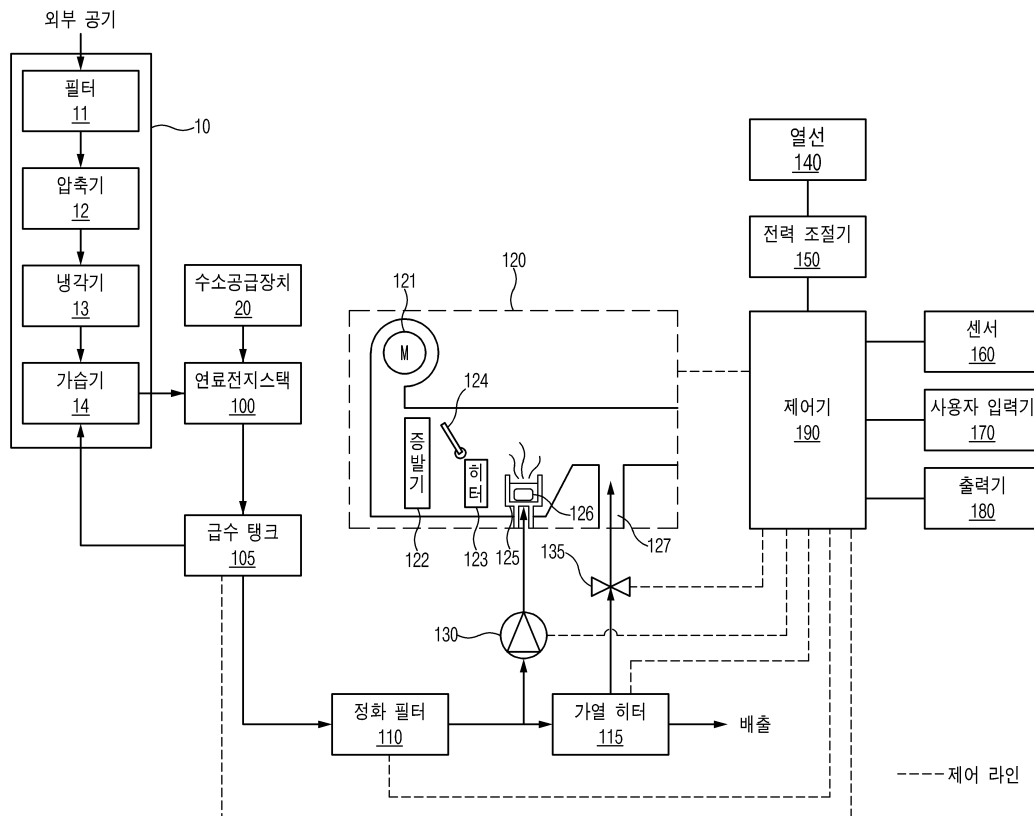 외부 공기
필터
11
10
압축기
12
냉각기
13
가습기
14
수소공급장치
20
연료전지스택
100
급수 탱크
105
120
121
M
124
증발기
히터
122
123
125
126
127
135
130
정화 필터
110
가열 히터
115
배출
열선
140
전력 조절기
150
제어기
190
센서
160
사용자 입력기
170
출력기
180
제어 라인